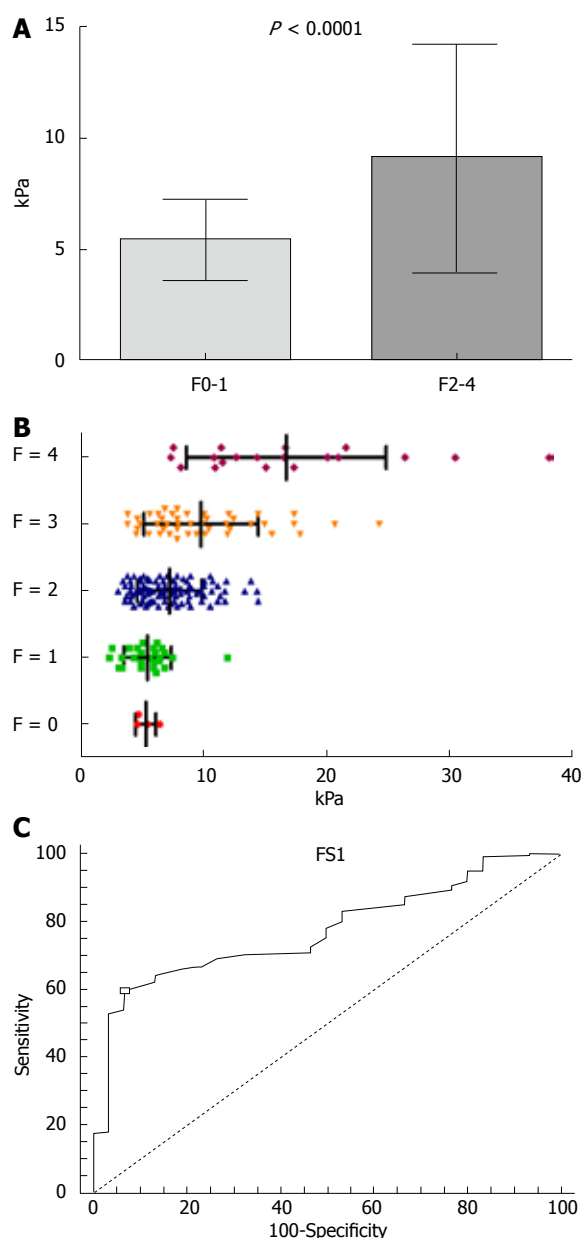 A
P < 0.0001
15
10
5
0
kPa
F0-1
F2-4
B
F = 4
F = 3
F = 2
F = 1
F = 0
0 10 20 30 40
kPa
C
FS1
100
80
60
40
20
0
Sensitivity
0 20 40 60 80 100
100-Specificity